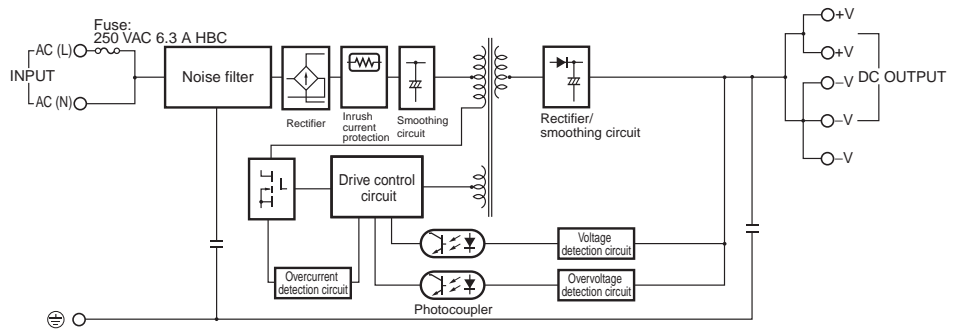 Fuse:
250 VAC 6.3 A HBC
AC (L)
INPUT
AC (N)
Noise filter
Rectifier
Inrush
current
protection
Smoothing
circuit
Rectifier/
smoothing circuit
+V
+V
–V
DC OUTPUT
–V
–V
Drive control
circuit
Overcurrent
detection circuit
Voltage
detection circuit
Overvoltage
detection circuit
Photocoupler